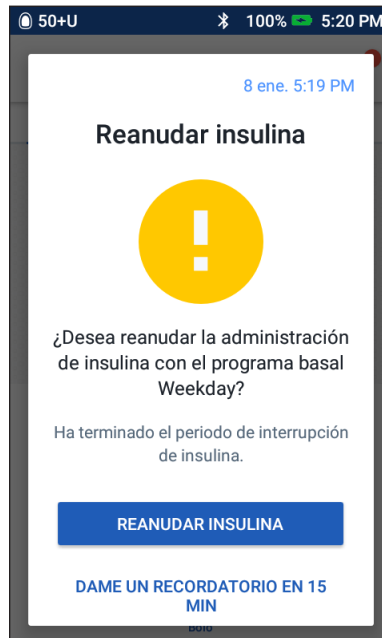 50+U 100% 5:20 PM
8 ene. 5:19 PM
Reanudar insulina
¿Desea reanudar la administración
de insulina con el programa basal
Weekday?
Ha terminado el periodo de interrupción
de insulina.
REANUDAR INSULINA
DAME UN RECORDATORIO EN 15
MIN
Bolo